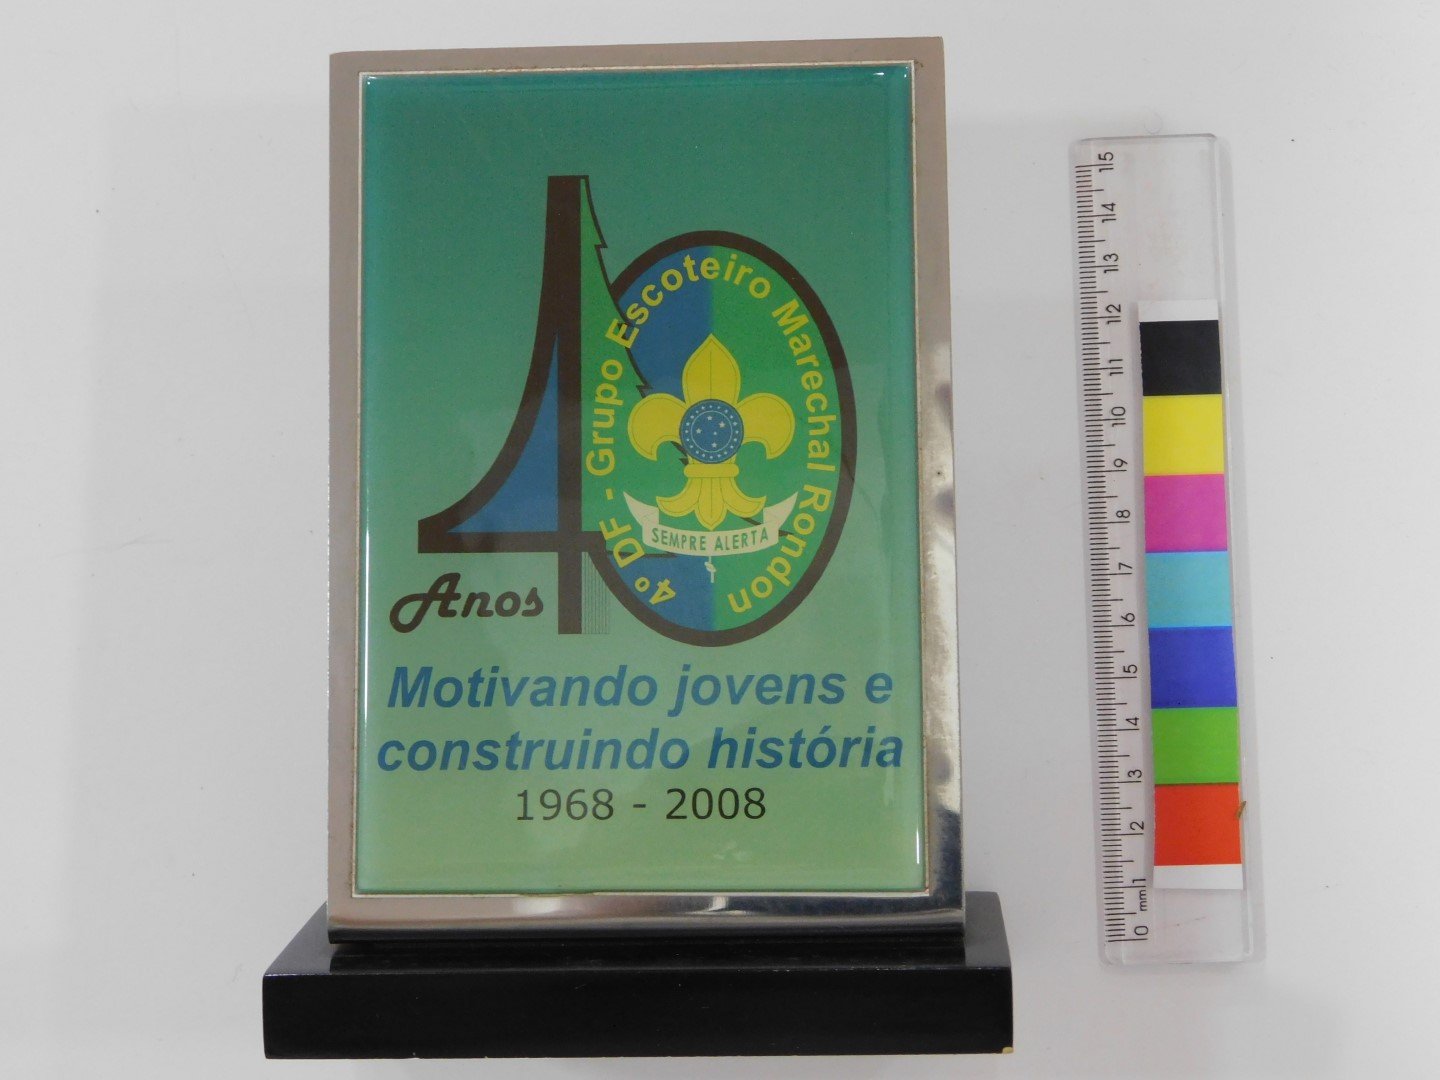 40
4º DF - Grupo Escoteiro Marechal Rondon
SEMPRE ALERTA
Anos
Motivando jovens e
construindo história
1968 - 2008
15
14
13
12
11
10
9
8
7
6
5
4
3
2
1
mm
0